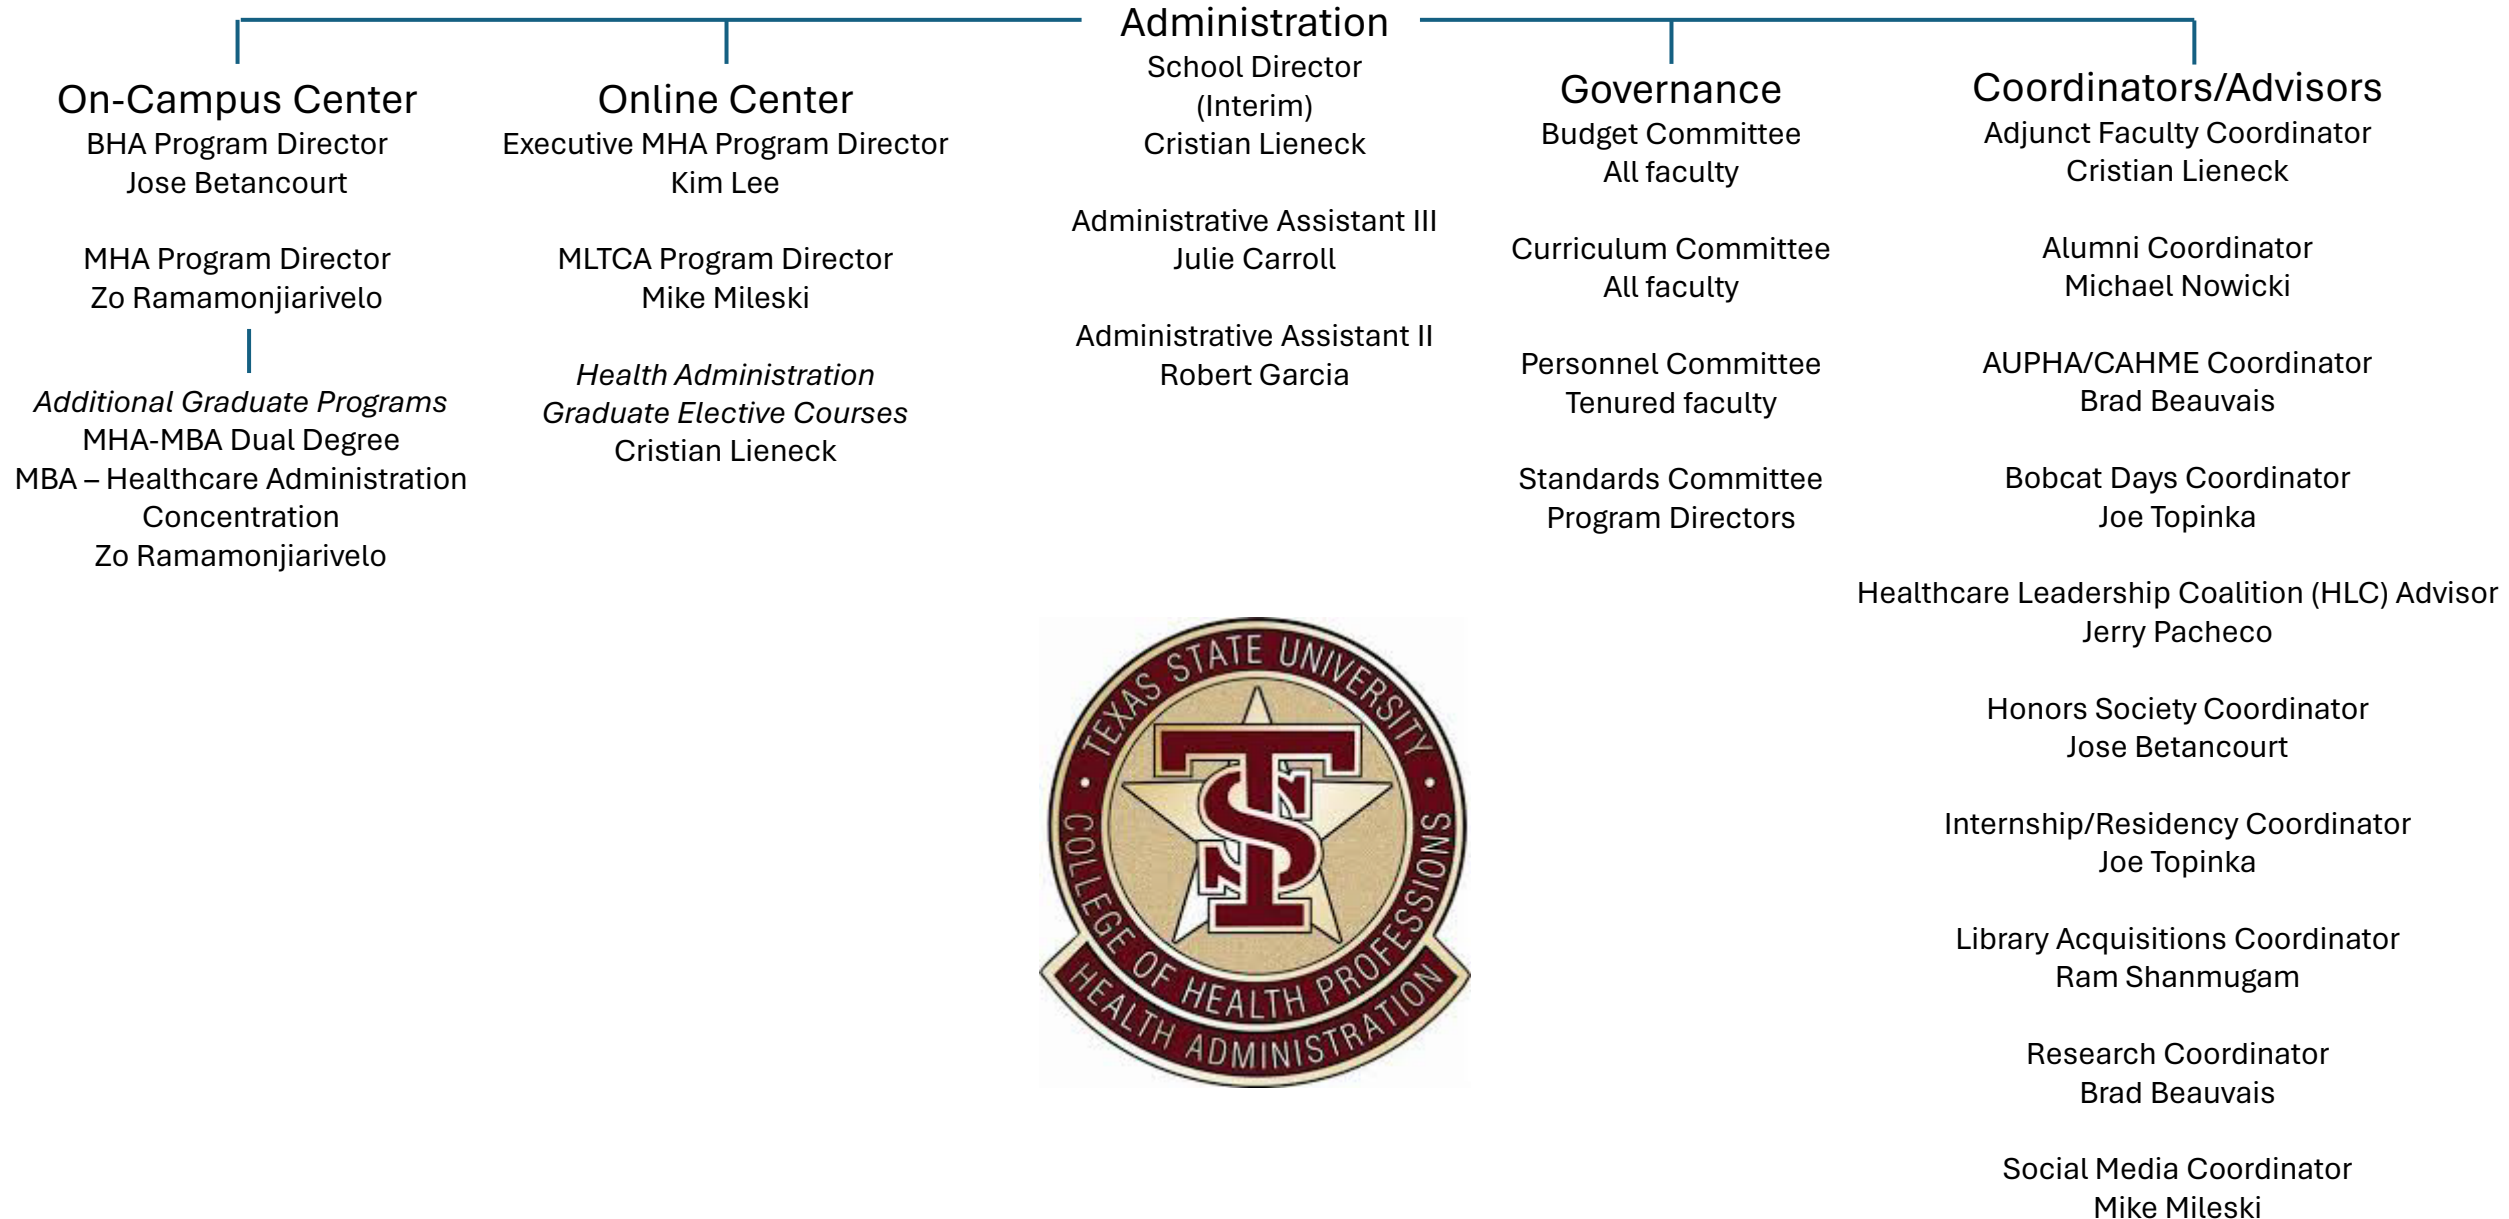 Administration
School Director
(Interim)
Cristian Lieneck
Administrative Assistant III
Julie Carroll
Administrative Assistant II
Robert Garcia
On-Campus Center
BHA Program Director
Jose Betancourt
MHA Program Director
Zo Ramamonjiarivelo
Additional Graduate Programs
MHA-MBA Dual Degree
MBA – Healthcare Administration
Concentration
Zo Ramamonjiarivelo
Online Center
Executive MHA Program Director
Kim Lee
MLTCA Program Director
Mike Mileski
Health Administration
Graduate Elective Courses
Cristian Lieneck
Governance
Budget Committee
All faculty
Curriculum Committee
All faculty
Personnel Committee
Tenured faculty
Standards Committee
Program Directors
Coordinators/Advisors
Adjunct Faculty Coordinator
Cristian Lieneck
Alumni Coordinator
Michael Nowicki
AUPHA/CAHME Coordinator
Brad Beauvais
Bobcat Days Coordinator
Joe Topinka
Healthcare Leadership Coalition (HLC) Advisor
Jerry Pacheco
Honors Society Coordinator
Jose Betancourt
Internship/Residency Coordinator
Joe Topinka
Library Acquisitions Coordinator
Ram Shanmugam
Research Coordinator
Brad Beauvais
Social Media Coordinator
Mike Mileski
TEXAS STATE UNIVERSITY
TS
COLLEGE OF HEALTH PROFESSIONS
HEALTH ADMINISTRATION